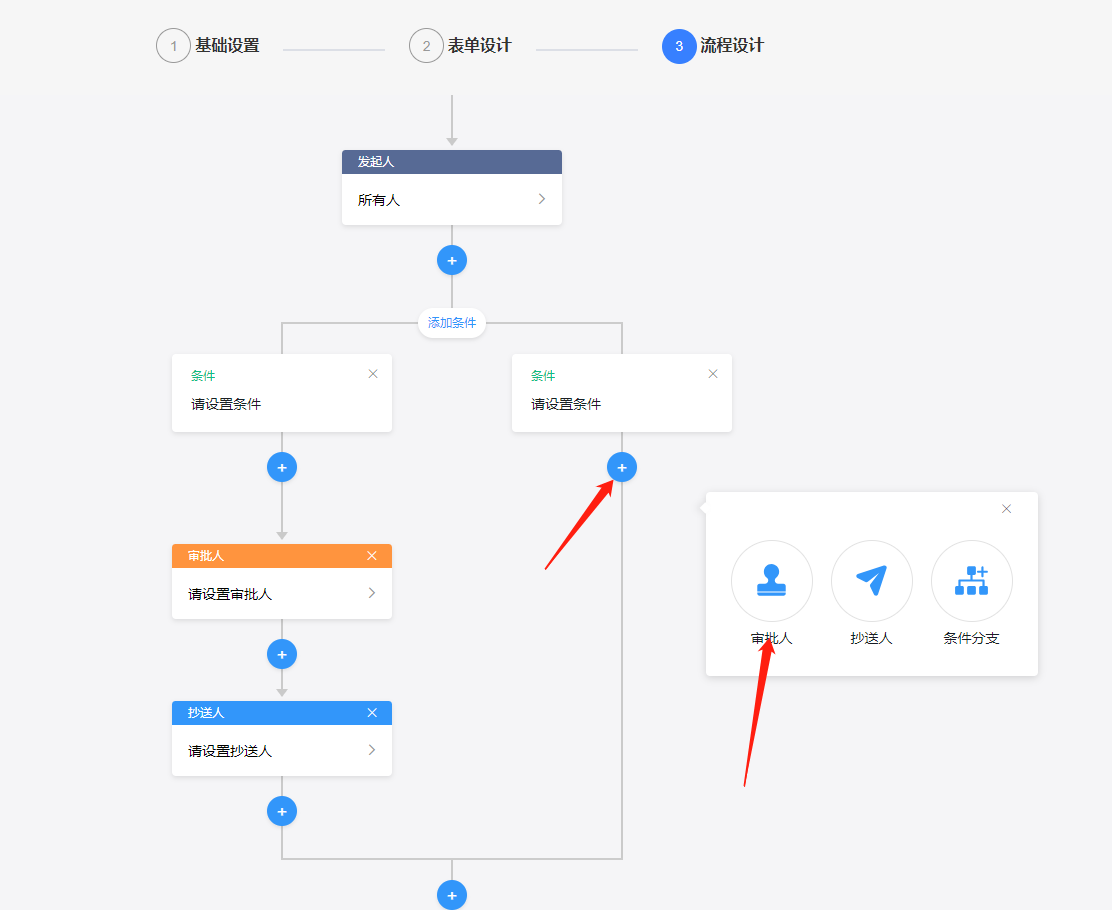 1 基础设置
2 表单设计
3 流程设计
发起人
所有人
添加条件
条件
请设置条件
条件
请设置条件
审批人
请设置审批人
审批人
抄送人
条件分支
抄送人
请设置抄送人